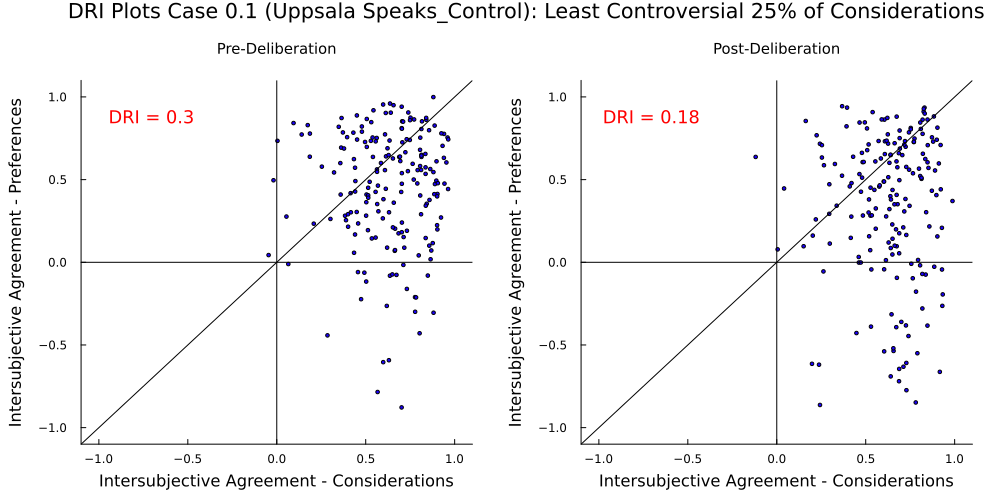 DRI Plots Case 0.1 (Uppsala Speaks_Control): Least Controversial 25% of Considerations
Pre-Deliberation
DRI = 0.3
Intersubjective Agreement - Preferences
1.0
0.5
0.0
−0.5
−1.0
−1.0 −0.5 0.0 0.5 1.0
Intersubjective Agreement - Considerations
Post-Deliberation
DRI = 0.18
Intersubjective Agreement - Preferences
1.0
0.5
0.0
−0.5
−1.0
−1.0 −0.5 0.0 0.5 1.0
Intersubjective Agreement - Considerations